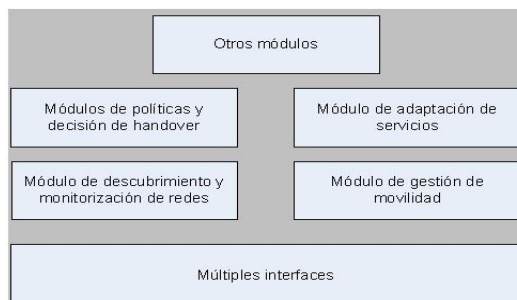 Otros módulos
Módulos de políticas y
decisión de handover
Módulo de adaptación de
servicios
Módulo de descubrimiento y
monitorización de redes
Módulo de gestión de
movilidad
Múltiples interfaces